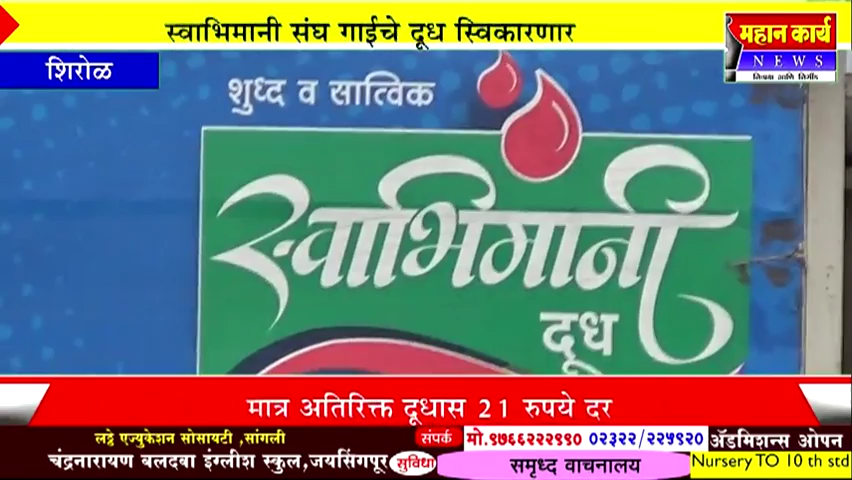 स्वाभिमानी संघ गाईचे दूध स्विकारणार
महान कार्य
NEWS
शिरोळ
शुध्द व सात्विक
स्वाभिमानी
दूध
मात्र अतिरिक्त दूधास 21 रुपये दर
लठ्ठे एज्युकेशन सोसायटी ,सांगली
संपर्क मो.९७६६२२२९९० ०२३२२/२२५९२० ॲडमिशन्स ओपन
चंद्रनारायण बलदवा इंग्लीश स्कुल,जयसिंगपूर सुविधा समृध्द वाचनालय Nursery TO 10 th std